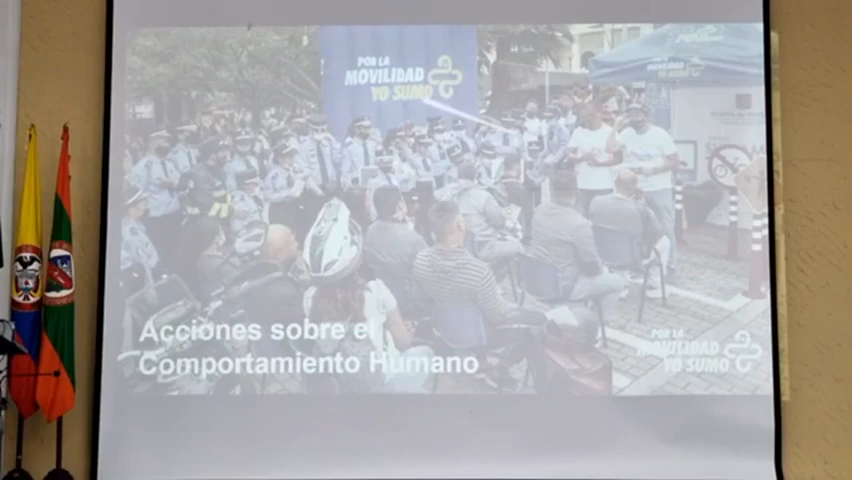 POR LA
MOVILIDAD
YO SUMO
Acciones sobre el
Comportamiento Humano
POR LA
MOVILIDAD
YO SUMO